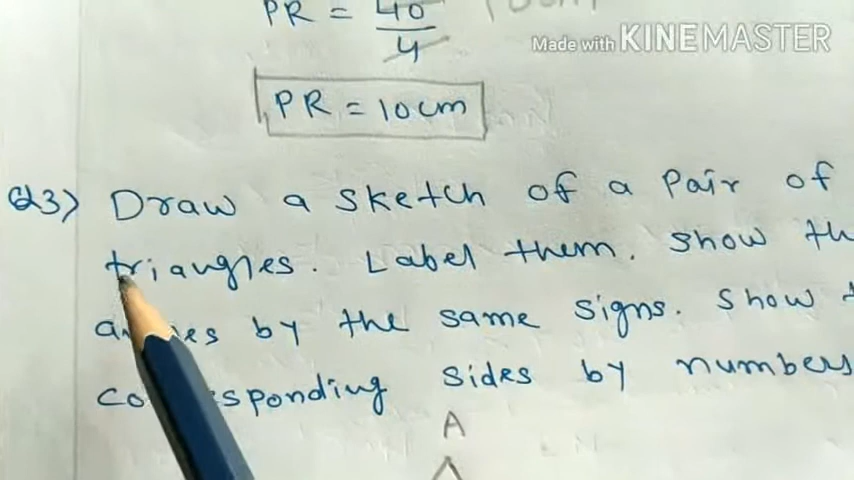 PR = 40
4
Made with KINEMASTER
PR = 10cm
Q3) Draw a sketch of a pair of
triangles. Label them. show
by the same signs. show
sides by numbers
A